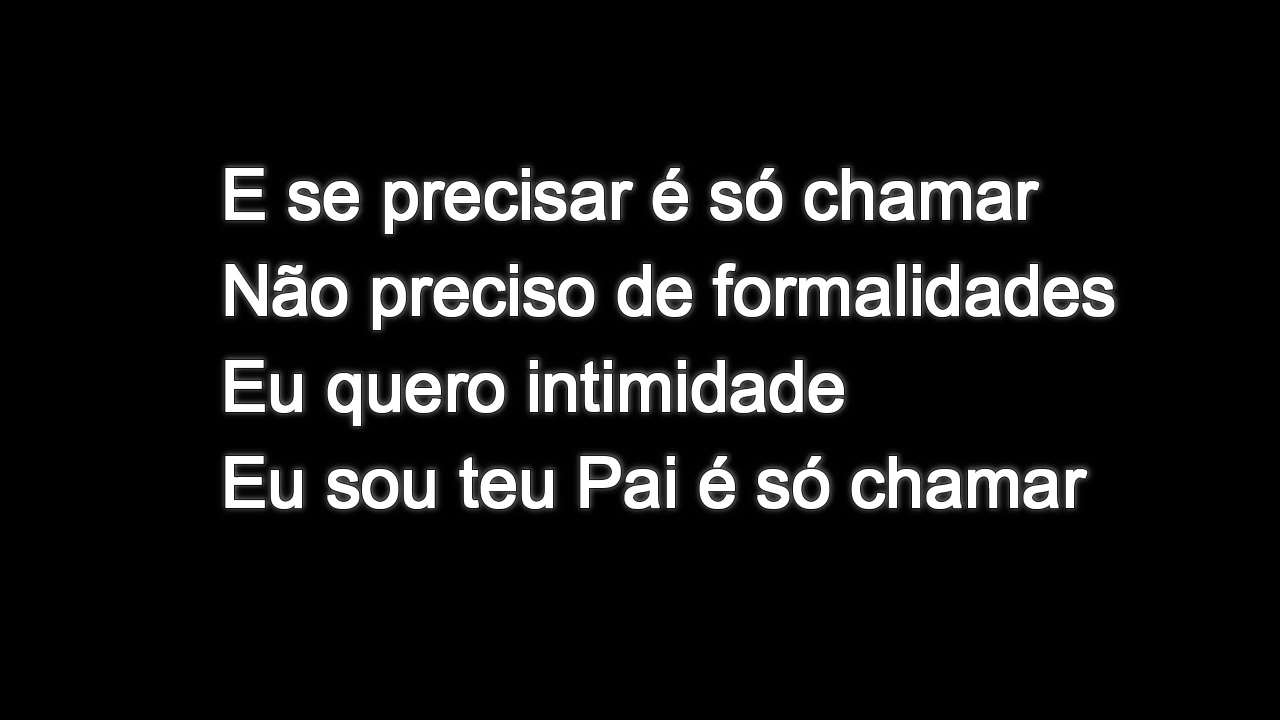 E se precisar é só chamar
Não preciso de formalidades
Eu quero intimidade
Eu sou teu Pai é só chamar